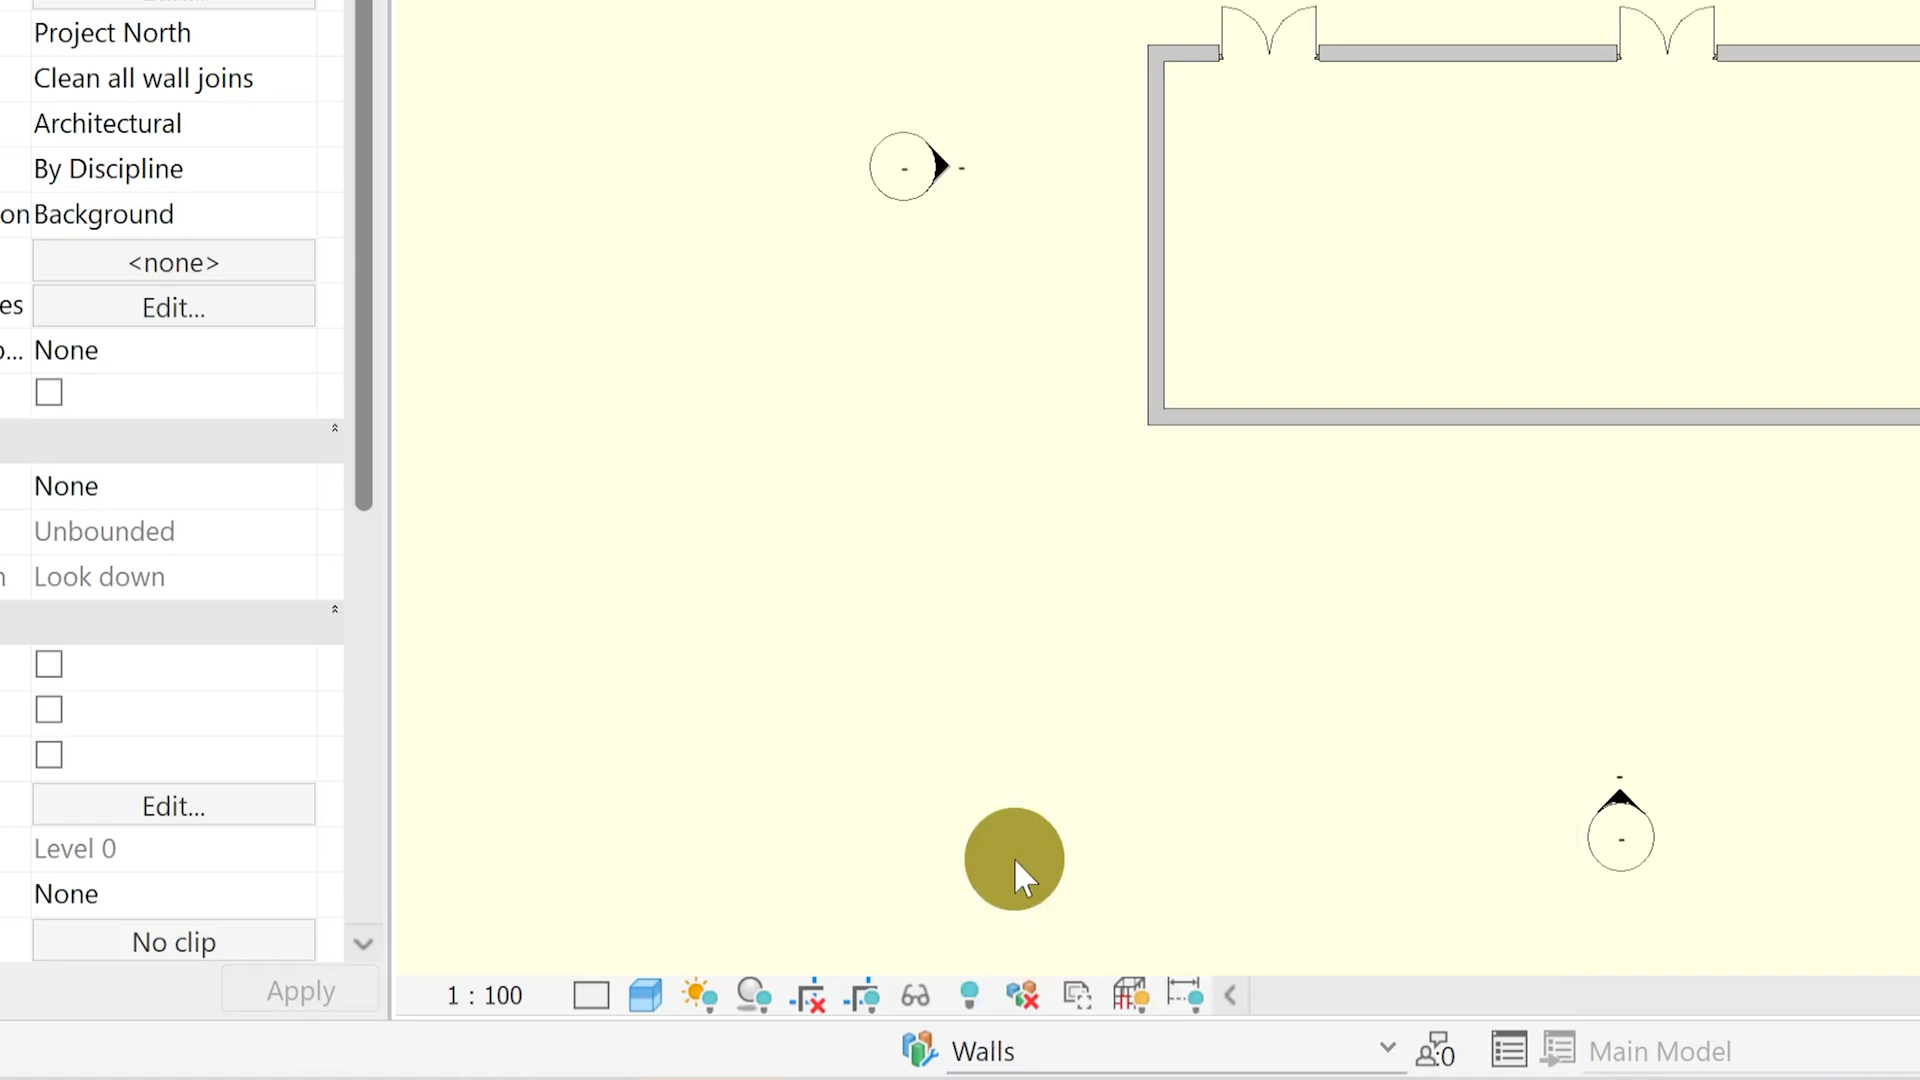 Project North
Clean all wall joins
Architectural
By Discipline
on Background
<none>
es Edit...
o... None
None
Unbounded
n Look down
Edit...
Level 0
None
No clip
Apply
1 : 100
Walls
:0
Main Model